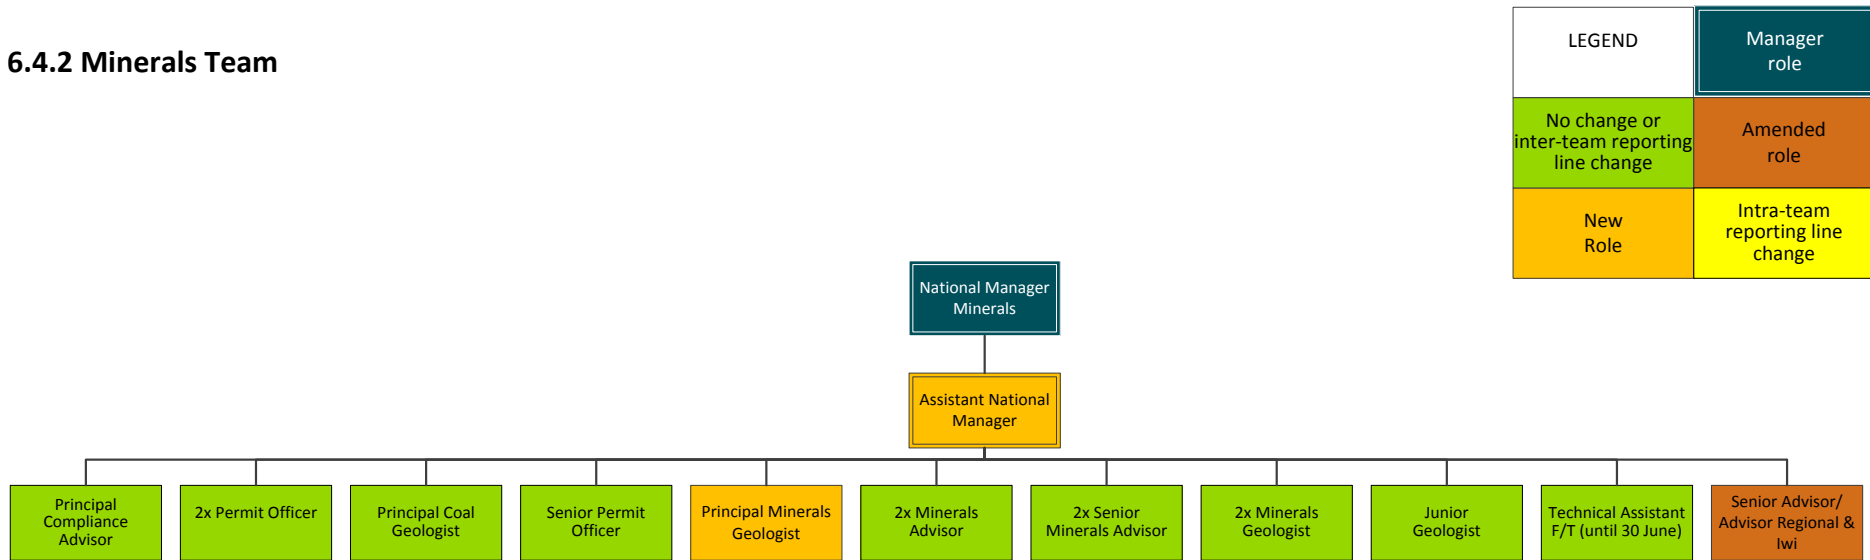 6.4.2 Minerals Team
LEGEND
Manager
role
No change or
inter-team reporting
line change
Amended
role
New
Role
Intra-team
reporting line
change
National Manager
Minerals
Assistant National
Manager
Principal
Compliance
Advisor
2x Permit Officer
Principal Coal
Geologist
Senior Permit
Officer
Principal Minerals
Geologist
2x Minerals
Advisor
2x Senior
Minerals Advisor
2x Minerals
Geologist
Junior
Geologist
Technical Assistant
F/T (until 30 June)
Senior Advisor/
Advisor Regional &
Iwi